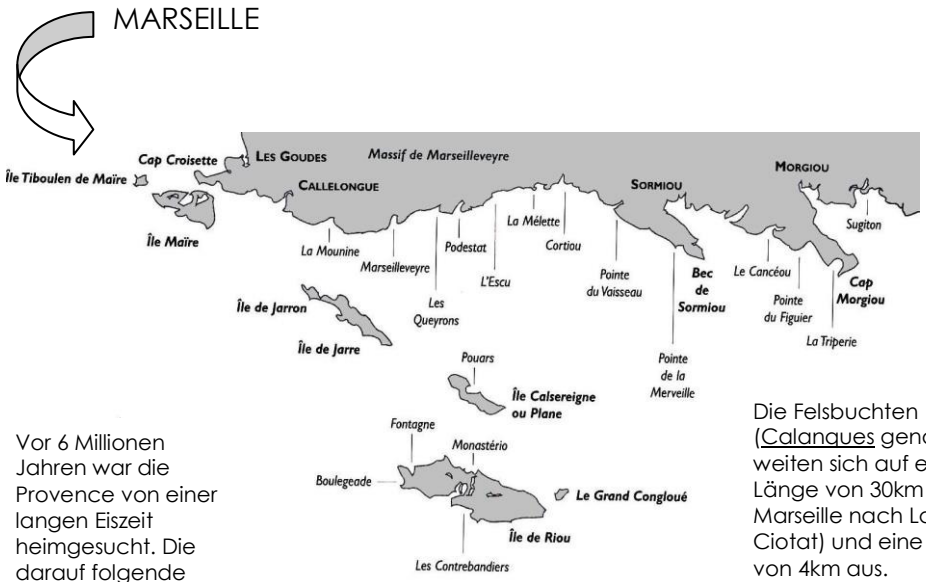 MARSEILLE
Cap Croisette
LES GOUDES
Massif de Marseilleveyre
MORGIOU
Île Tiboulen de Maïre
CALLELONGUE
SORMIOU
Île Maïre
La Mounine
Marseilleveyre
Les
Queyrons
Podestat
L'Escu
La Mélette
Cortiou
Pointe
du Vaisseau
Bec
de
Sormiou
Pointe
de la
Merveille
Le Cancéou
Pointe
du Figuier
Sugiton
Cap
Morgiou
La Triperie
Île de Jarron
Île de Jarre
Pouars
Île Calsereigne
ou Plane
Fontagne
Monastério
Boulegeade
Le Grand Congloué
Île de Riou
Les Contrebandiers
Vor 6 Millionen
Jahren war die
Provence von einer
langen Eiszeit
heimgesucht. Die
darauf folgende
Die Felsbuchten
(Calanques
weiten sich auf
Länge von 30km
Marseille nach
Ciotat) und eine
von 4km aus.